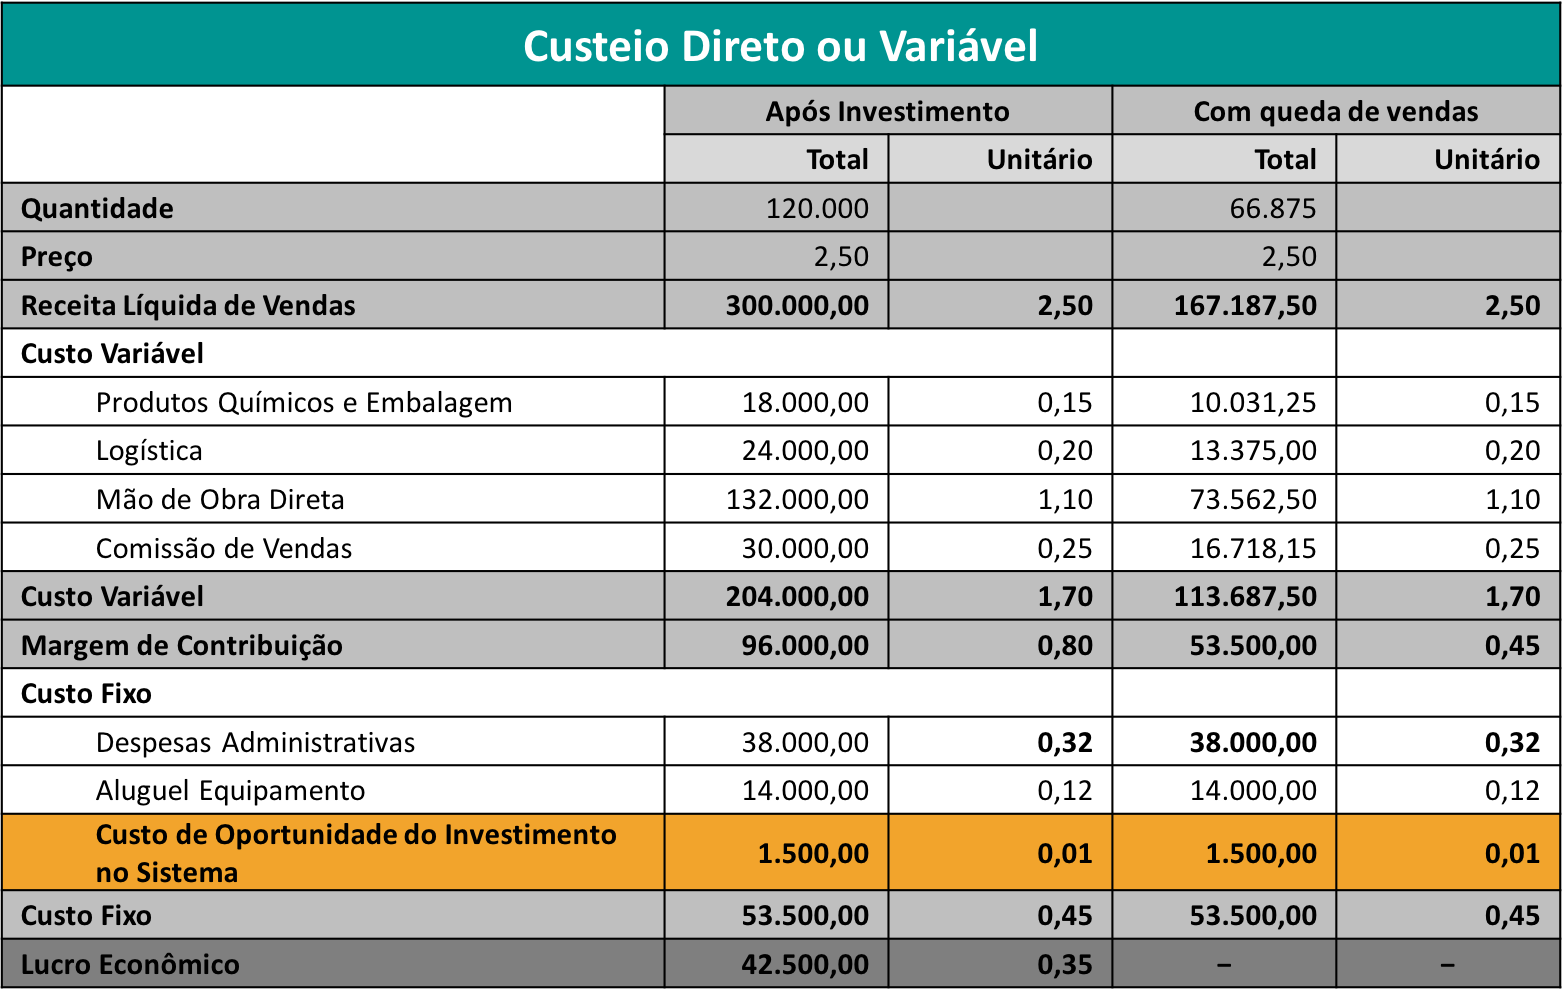 Custeio Direto ou Variável
Após Investimento Com queda de vendas
Total Unitário Total Unitário
Quantidade 120.000 66.875
Preço 2,50 2,50
Receita Líquida de Vendas 300.000,00 2,50 167.187,50 2,50
Custo Variável
Produtos Químicos e Embalagem 18.000,00 0,15 10.031,25 0,15
Logística 24.000,00 0,20 13.375,00 0,20
Mão de Obra Direta 132.000,00 1,10 73.562,50 1,10
Comissão de Vendas 30.000,00 0,25 16.718,15 0,25
Custo Variável 204.000,00 1,70 113.687,50 1,70
Margem de Contribuição 96.000,00 0,80 53.500,00 0,45
Custo Fixo
Despesas Administrativas 38.000,00 0,32 38.000,00 0,32
Aluguel Equipamento 14.000,00 0,12 14.000,00 0,12
Custo de Oportunidade do Investimento
no Sistema 1.500,00 0,01 1.500,00 0,01
Custo Fixo 53.500,00 0,45 53.500,00 0,45
Lucro Econômico 42.500,00 0,35 – –